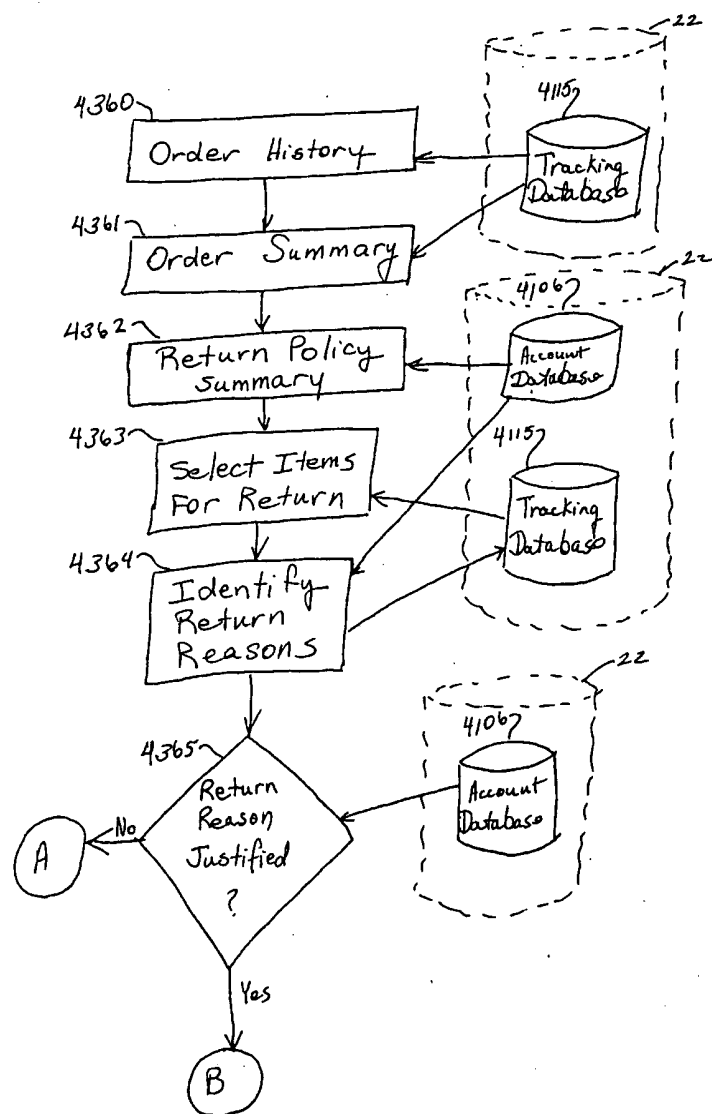 22
4360
4115
Order History
Tracking
Database
4361
Order Summary
22
4106
4362
Return Policy
Summary
Account
Database
4363
4115
Select Items
For Return
Tracking
Database
4364
Identify
Return
Reasons
22
4106
4365
Return
Reason
Justified
?
Account
Database
No
A
Yes
B